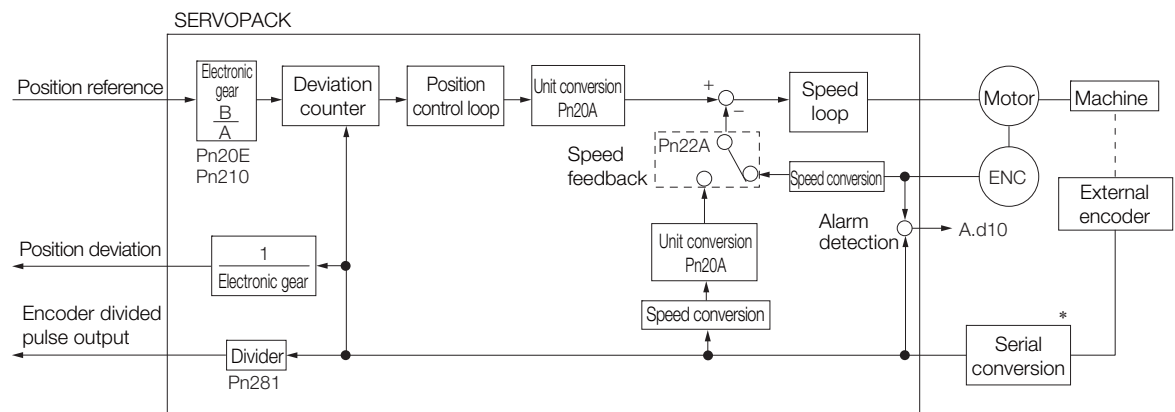 SERVOPACK
Position reference
Electronic
gear
B
A
Pn20E
Pn210
Deviation
counter
Position
control loop
Unit conversion
Pn20A
+
−
Speed
loop
Motor
Machine
Pn22A
Speed
feedback
Speed conversion
ENC
External
encoder
Alarm
detection
A.d10
Unit conversion
Pn20A
Position deviation
1
Electronic gear
Speed conversion
Encoder divided
pulse output
Divider
Pn281
*
Serial
conversion